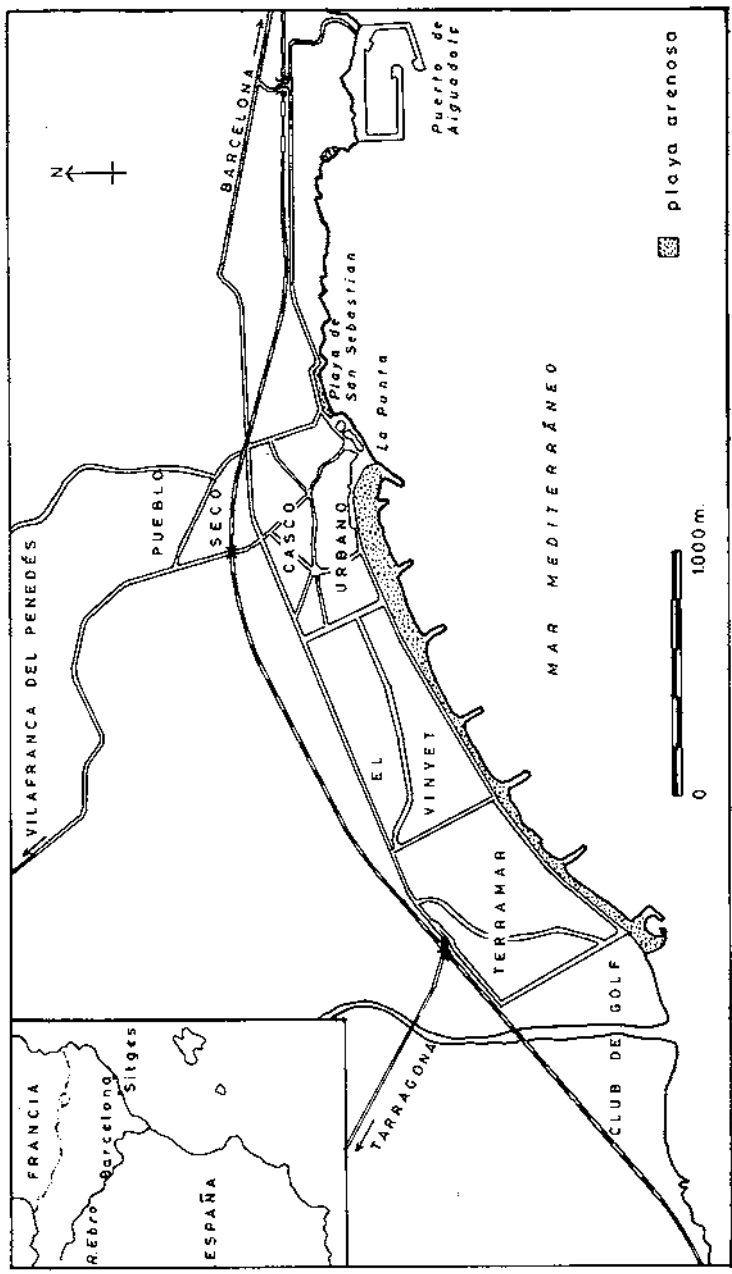 FRANCIA
R. Ebro
Barcelona
Sitges
ESPAÑA
VILAFRANCA DEL PENEDÉS
N
BARCELONA
PUEBLO
SECO
CASCO
URBANO
Playa de
San Sebastian
La Punta
Puerto de
Aiguadolç
EL
VINYET
TERRAMAR
TARRAGONA
CLUB DE GOLF
MAR MEDITERRÂNEO
playa arenosa
0
1.000 m.